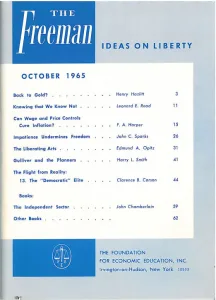 THE
Freeman
IDEAS ON LIBERTY
OCTOBER 1965
Back to Gold? . . . . . . . . . Henry Hazlitt 3
Knowing that We Know Not . . . . Leonard E. Read 11
Can Wage and Price Controls
Cure Inflation? . . . . . . . . F. A. Harper 13
Impatience Undermines Freedom . . John C. Sparks 28
The Liberating Arts . . . . . . . Edmund A. Opitz 31
Gulliver and the Planners . . . . Harry L. Smith 41
The Flight from Reality:
13. The "Democratic" Elite . . . Clarence B. Carson 44
Books:
The Independent Sector . . . . . John Chamberlain 59
Other Books . . . . . . . . . . 62
THE FOUNDATION
FOR ECONOMIC EDUCATION, INC.
Irvington-on-Hudson, New York 10533